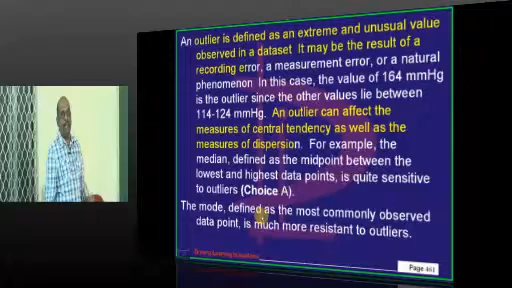 An outlier is defined as an extreme and unusual value
observed in a dataset It may be the result of a
recording error, a measurement error, or a natural
phenomenon In this case, the value of 164 mmHg
is the outlier since the other values lie between
114-124 mmHg. An outlier can affect the
measures of central tendency as well as the
measures of dispersion. For example, the
median, defined as the midpoint between the
lowest and highest data points, is quite sensitive
to outliers (Choice A).
The mode, defined as the most commonly observed
data point, is much more resistant to outliers.